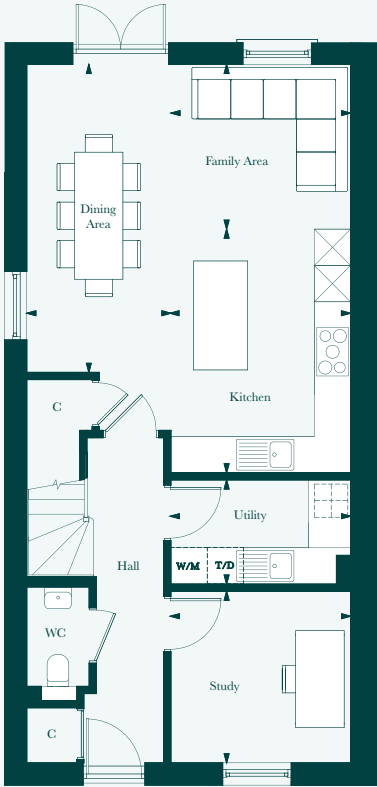 Family Area
Dining
Area
Kitchen
C
Utility
W/M
T/D
Hall
WC
Study
C